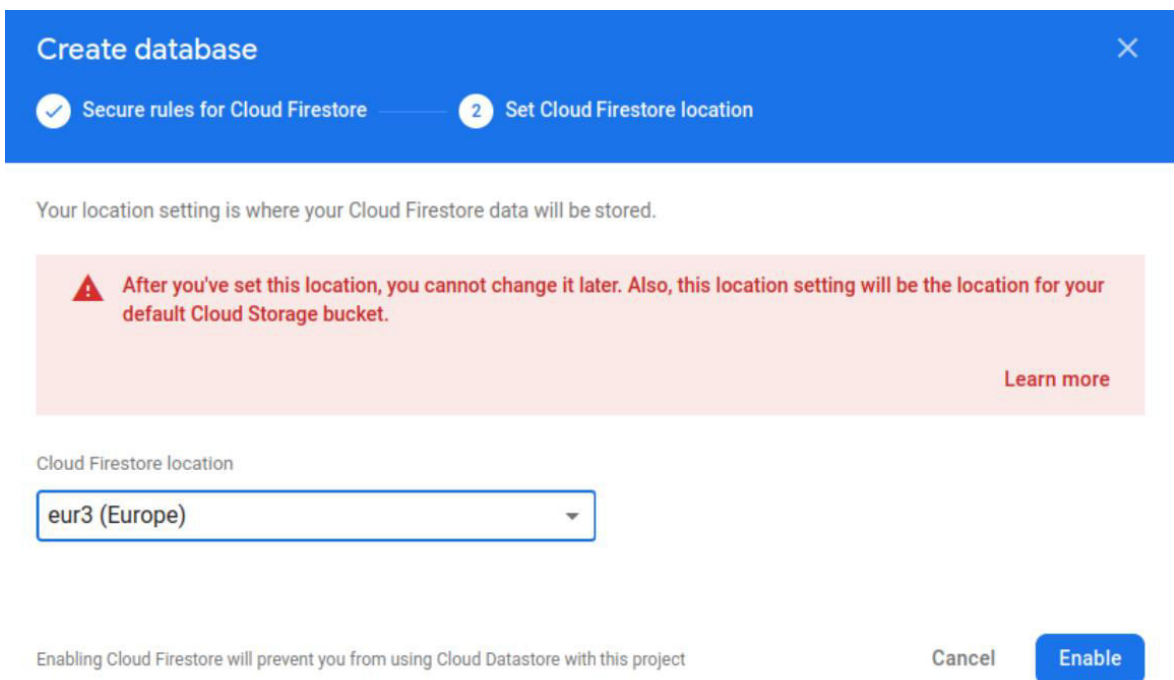 Create database
Secure rules for Cloud Firestore
2 Set Cloud Firestore location
Your location setting is where your Cloud Firestore data will be stored.
After you've set this location, you cannot change it later. Also, this location setting will be the location for your
default Cloud Storage bucket.
Learn more
Cloud Firestore location
eur3 (Europe)
Enabling Cloud Firestore will prevent you from using Cloud Datastore with this project
Cancel
Enable